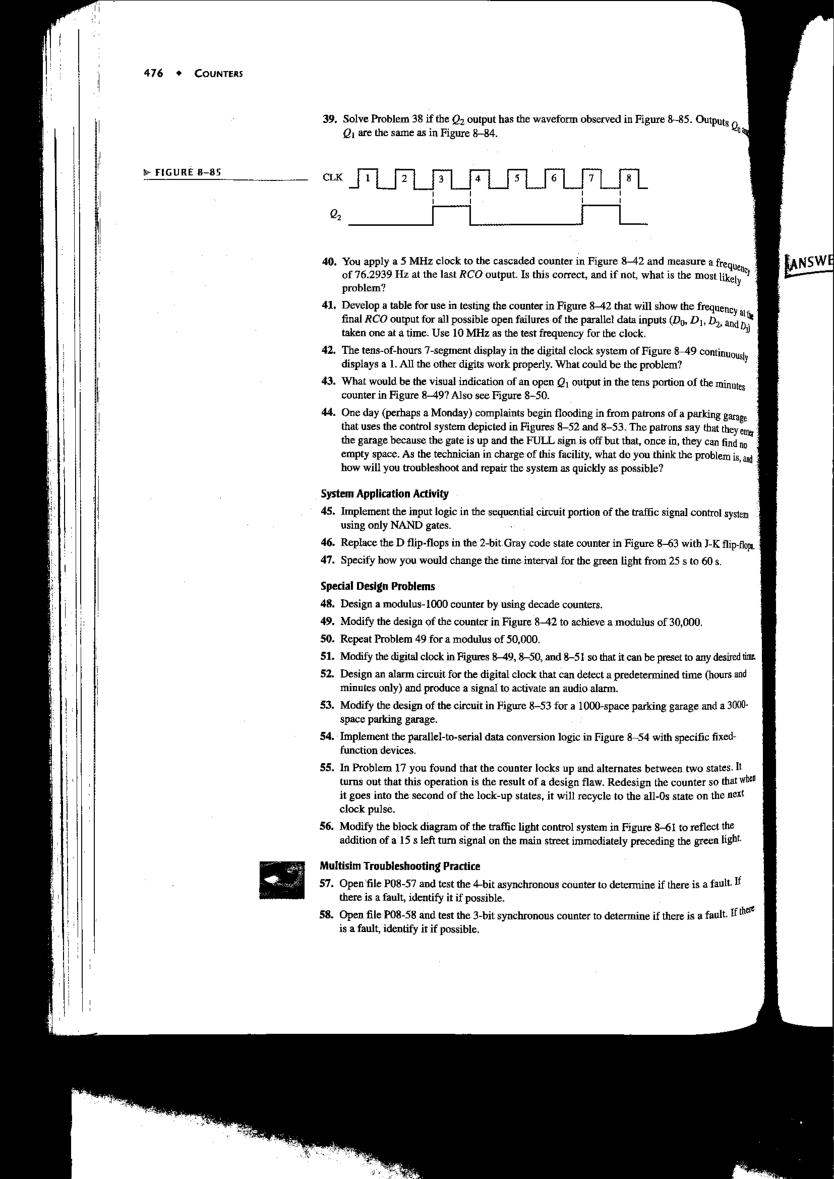 476 • COUNTERS
39. Solve Problem 38 if the Q2 output has the waveform observed in Figure 8–85. Outputs Q0
Q1 are the same as in Figure 8–84.
▶ FIGURE 8–85
CLK 1 2 3 4 5 6 7 8
Q2
40. You apply a 5 MHz clock to the cascaded counter in Figure 8–42 and measure a frequency
of 76.2939 Hz at the last RCO output. Is this correct, and if not, what is the most likely
problem?
ANSWE
41. Develop a table for use in testing the counter in Figure 8–42 that will show the frequency at the
final RCO output for all possible open failures of the parallel data inputs (D0, D1, D2, and D3)
taken one at a time. Use 10 MHz as the test frequency for the clock.
42. The tens-of-hours 7-segment display in the digital clock system of Figure 8–49 continuously
displays a 1. All the other digits work properly. What could be the problem?
43. What would be the visual indication of an open Q1 output in the tens portion of the minutes
counter in Figure 8–49? Also see Figure 8–50.
44. One day (perhaps a Monday) complaints begin flooding in from patrons of a parking garage
that uses the control system depicted in Figures 8–52 and 8–53. The patrons say that they enter
the garage because the gate is up and the FULL sign is off but that, once in, they can find no
empty space. As the technician in charge of this facility, what do you think the problem is, and
how will you troubleshoot and repair the system as quickly as possible?
System Application Activity
45. Implement the input logic in the sequential circuit portion of the traffic signal control system
using only NAND gates.
46. Replace the D flip-flops in the 2-bit Gray code state counter in Figure 8–63 with J-K flip-flops.
47. Specify how you would change the time interval for the green light from 25 s to 60 s.
Special Design Problems
48. Design a modulus-1000 counter by using decade counters.
49. Modify the design of the counter in Figure 8–42 to achieve a modulus of 30,000.
50. Repeat Problem 49 for a modulus of 50,000.
51. Modify the digital clock in Figures 8–49, 8–50, and 8–51 so that it can be preset to any desired time.
52. Design an alarm circuit for the digital clock that can detect a predetermined time (hours and
minutes only) and produce a signal to activate an audio alarm.
53. Modify the design of the circuit in Figure 8–53 for a 1000-space parking garage and a 3000-
space parking garage.
54. Implement the parallel-to-serial data conversion logic in Figure 8–54 with specific fixed-
function devices.
55. In Problem 17 you found that the counter locks up and alternates between two states. It
turns out that this operation is the result of a design flaw. Redesign the counter so that when
it goes into the second of the lock-up states, it will recycle to the all-0s state on the next
clock pulse.
56. Modify the block diagram of the traffic light control system in Figure 8–61 to reflect the
addition of a 15 s left turn signal on the main street immediately preceding the green light.
Multisim Troubleshooting Practice
57. Open file P08-57 and test the 4-bit asynchronous counter to determine if there is a fault. If
there is a fault, identify it if possible.
58. Open file P08-58 and test the 3-bit synchronous counter to determine if there is a fault. If there
is a fault, identify it if possible.